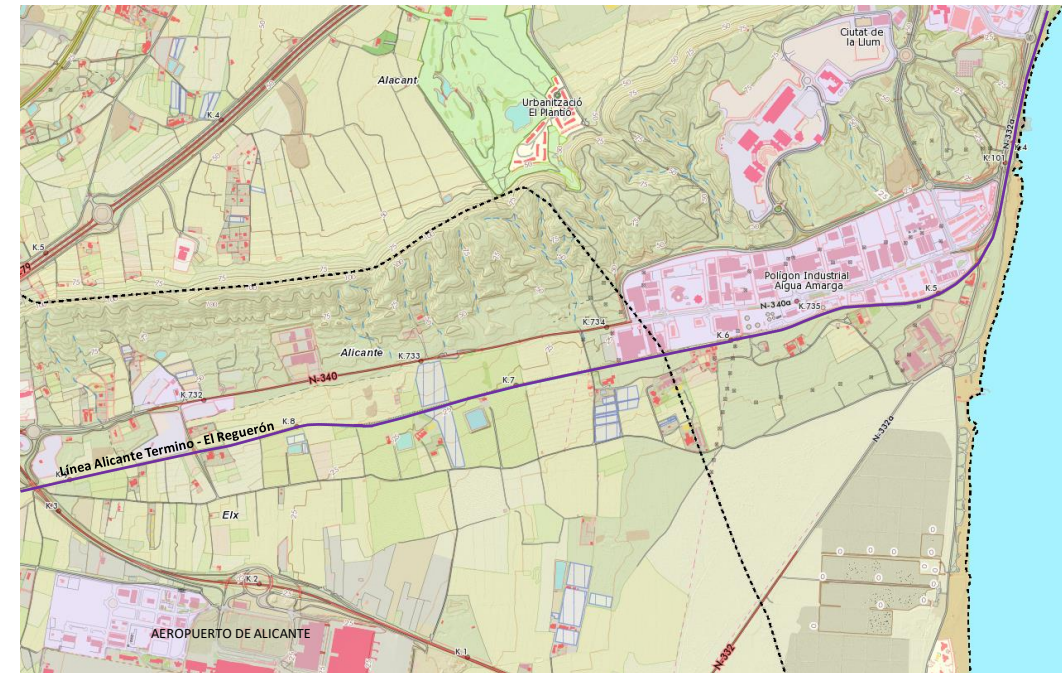 Ciutat de
la Llum
Alacant
Urbanització
El Plantió
K.4
N-332a
K.101
K.5
Polígon Industrial
Aigua Amarga
N-340a
K.735
K.5
K.734
K.6
Alicante
K.733
N-340
K.7
K.732
K.8
Línea Alicante Termino - El Reguerón
N-332a
K.3
Elx
K.2
AEROPUERTO DE ALICANTE
K.1
N-332